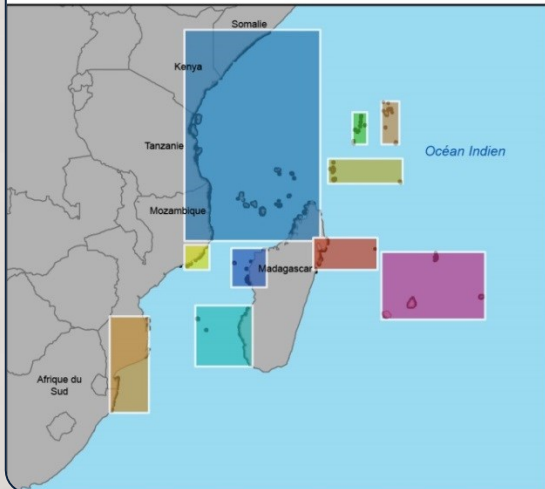 Somalie
Kenya
Tanzanie
Océan Indien
Mozambique
Madagascar
Afrique du
Sud